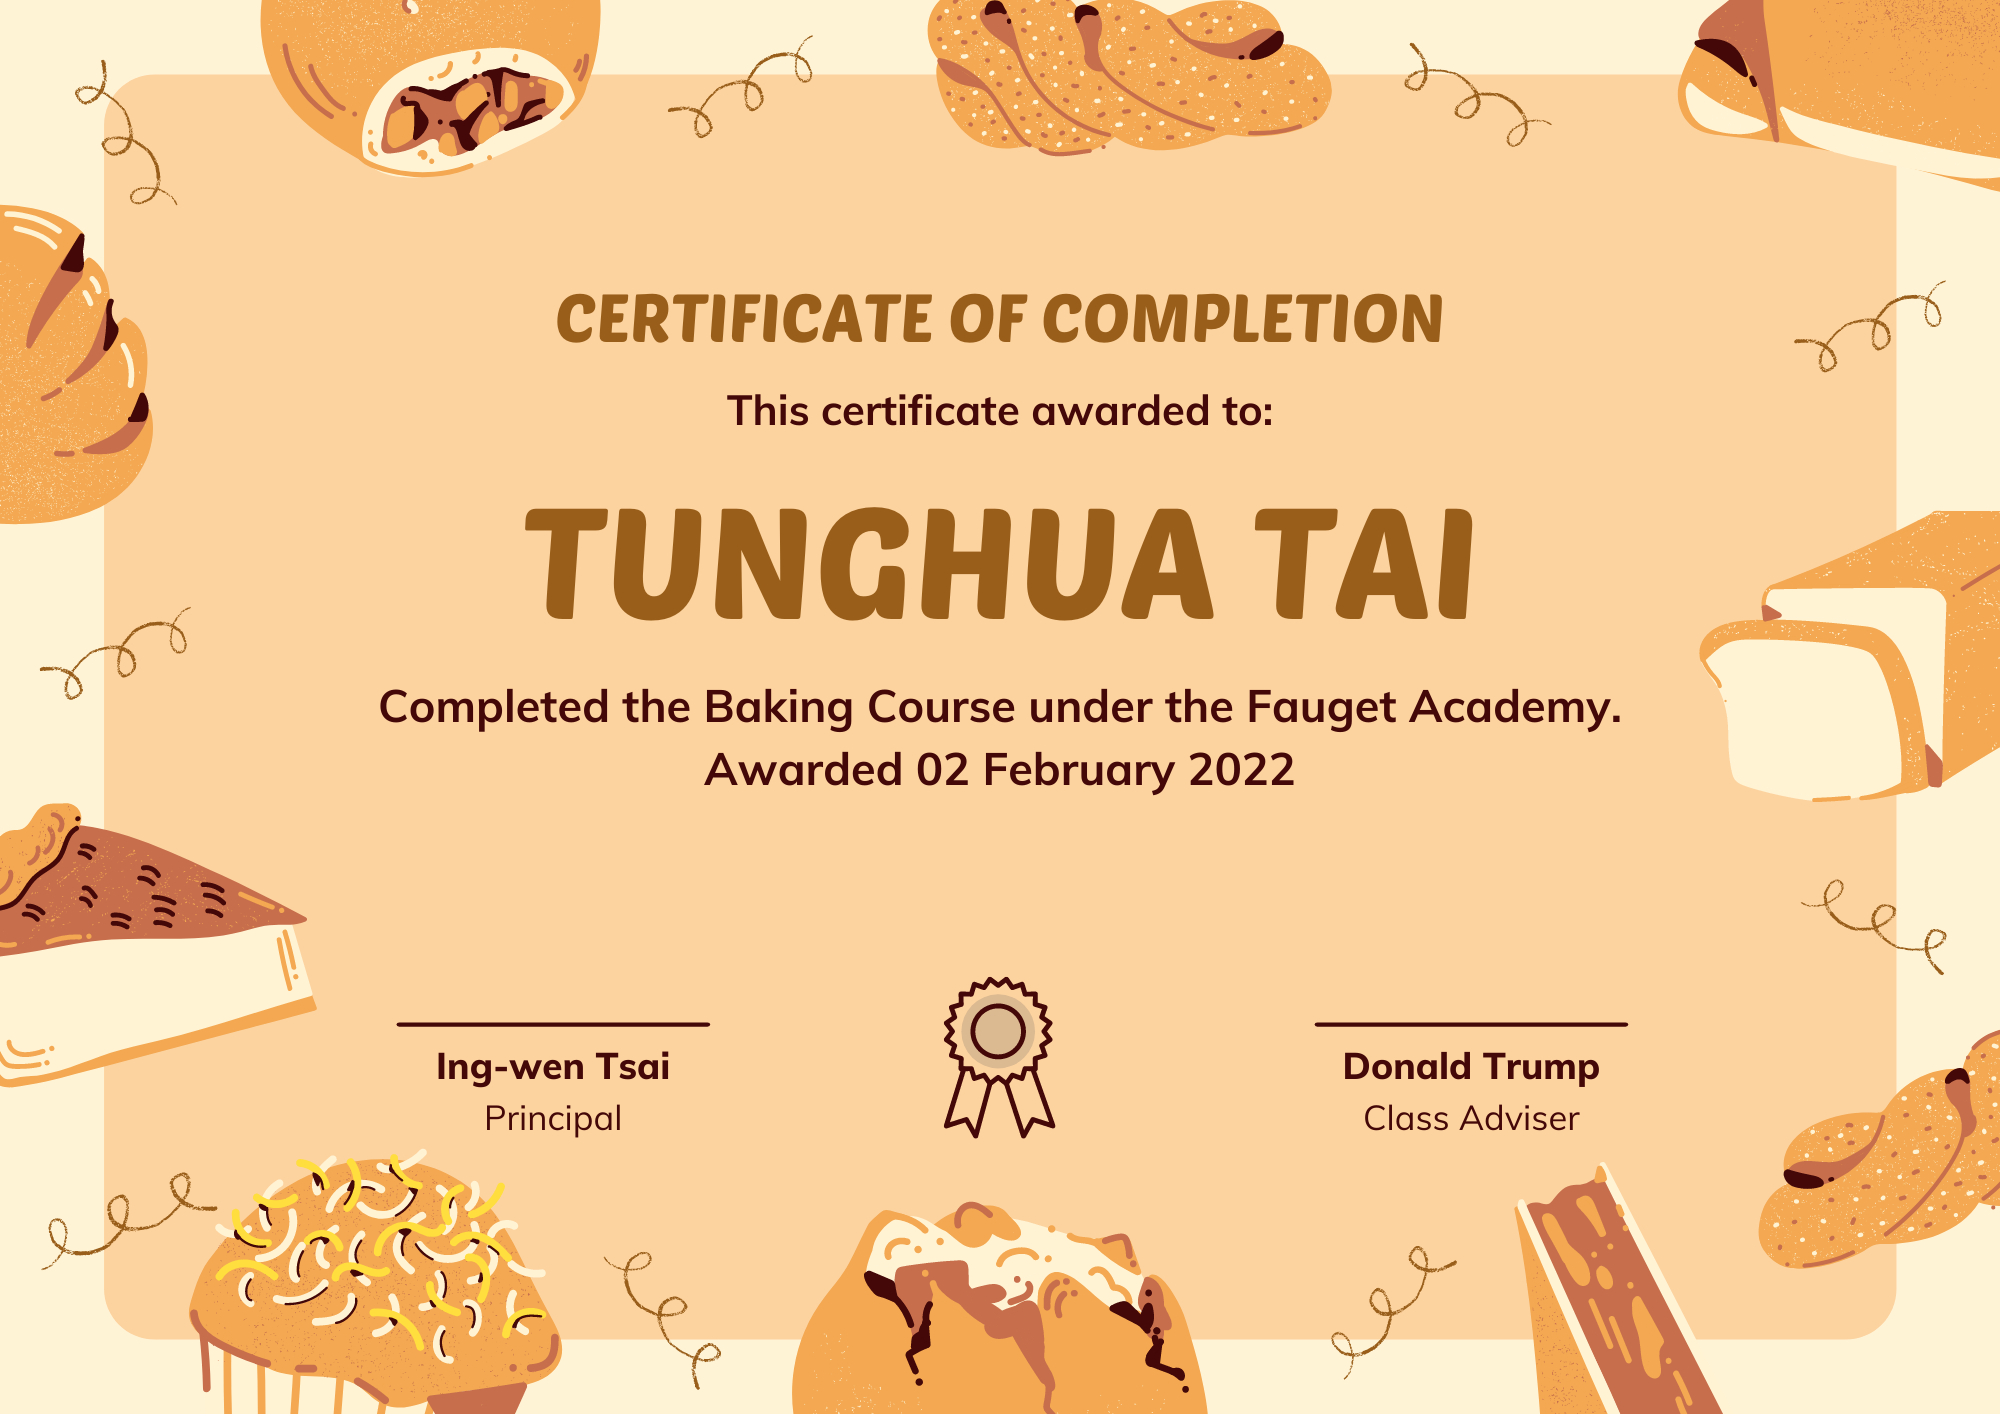 CERTIFICATE OF COMPLETION
This certificate awarded to:
TUNGHUA TAI
Completed the Baking Course under the Fauget Academy.
Awarded 02 February 2022
Ing-wen Tsai
Principal
Donald Trump
Class Adviser